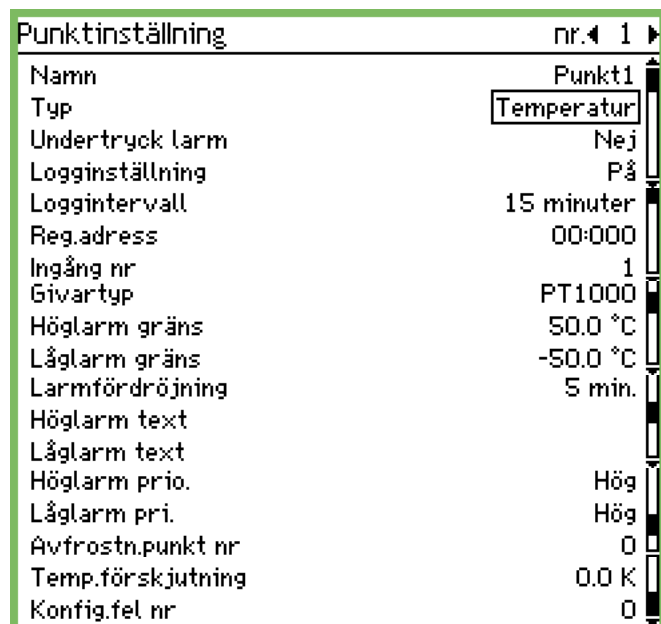 Punktinställning nr. 1
Namn Punkt1
Typ Temperatur
Undertryck larm Nej
Logginställning På
Loggintervall 15 minuter
Reg.adress 00:000
Ingång nr 1
Givartyp PT1000
Höglarm gräns 50.0 °C
Låglarm gräns -50.0 °C
Larmfördröjning 5 min.
Höglarm text
Låglarm text
Höglarm prio. Hög
Låglarm pri. Hög
Avfrostn.punkt nr 0
Temp.förskjutning 0.0 K
Konfig.fel nr 0